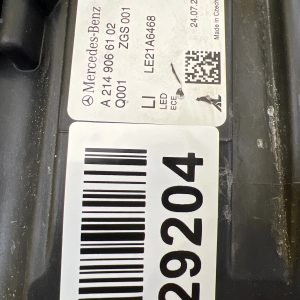 Mercedes-Benz
A 214 906 61 02
Q001 ZGS 001
LE21A6468
LI
LED
ECE
24.07.2
Made in Czech
29204